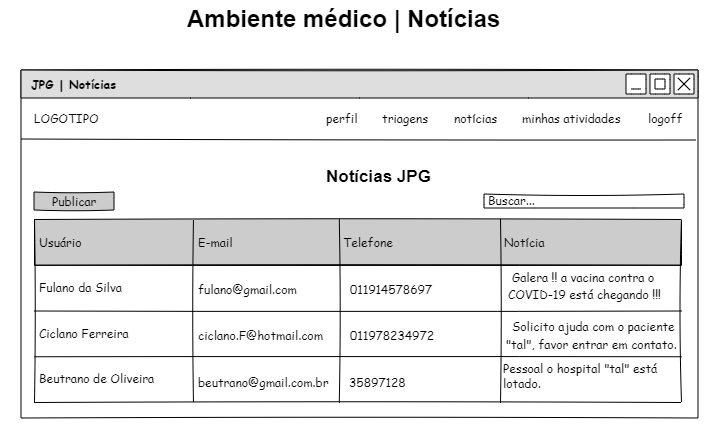 Ambiente médico | Notícias
JPG | Notícias
LOGOTIPO perfil triagens notícias minhas atividades logoff
Notícias JPG
Publicar Buscar...
Usuário E-mail Telefone Notícia
Fulano da Silva fulano@gmail.com 011914578697 Galera !! a vacina contra o
COVID-19 está chegando !!!
Ciclano Ferreira ciclano.F@hotmail.com 011978234972 Solicito ajuda com o paciente
"tal", favor entrar em contato.
Beutrano de Oliveira beutrano@gmail.com.br 35897128 Pessoal o hospital "tal" está
lotado.